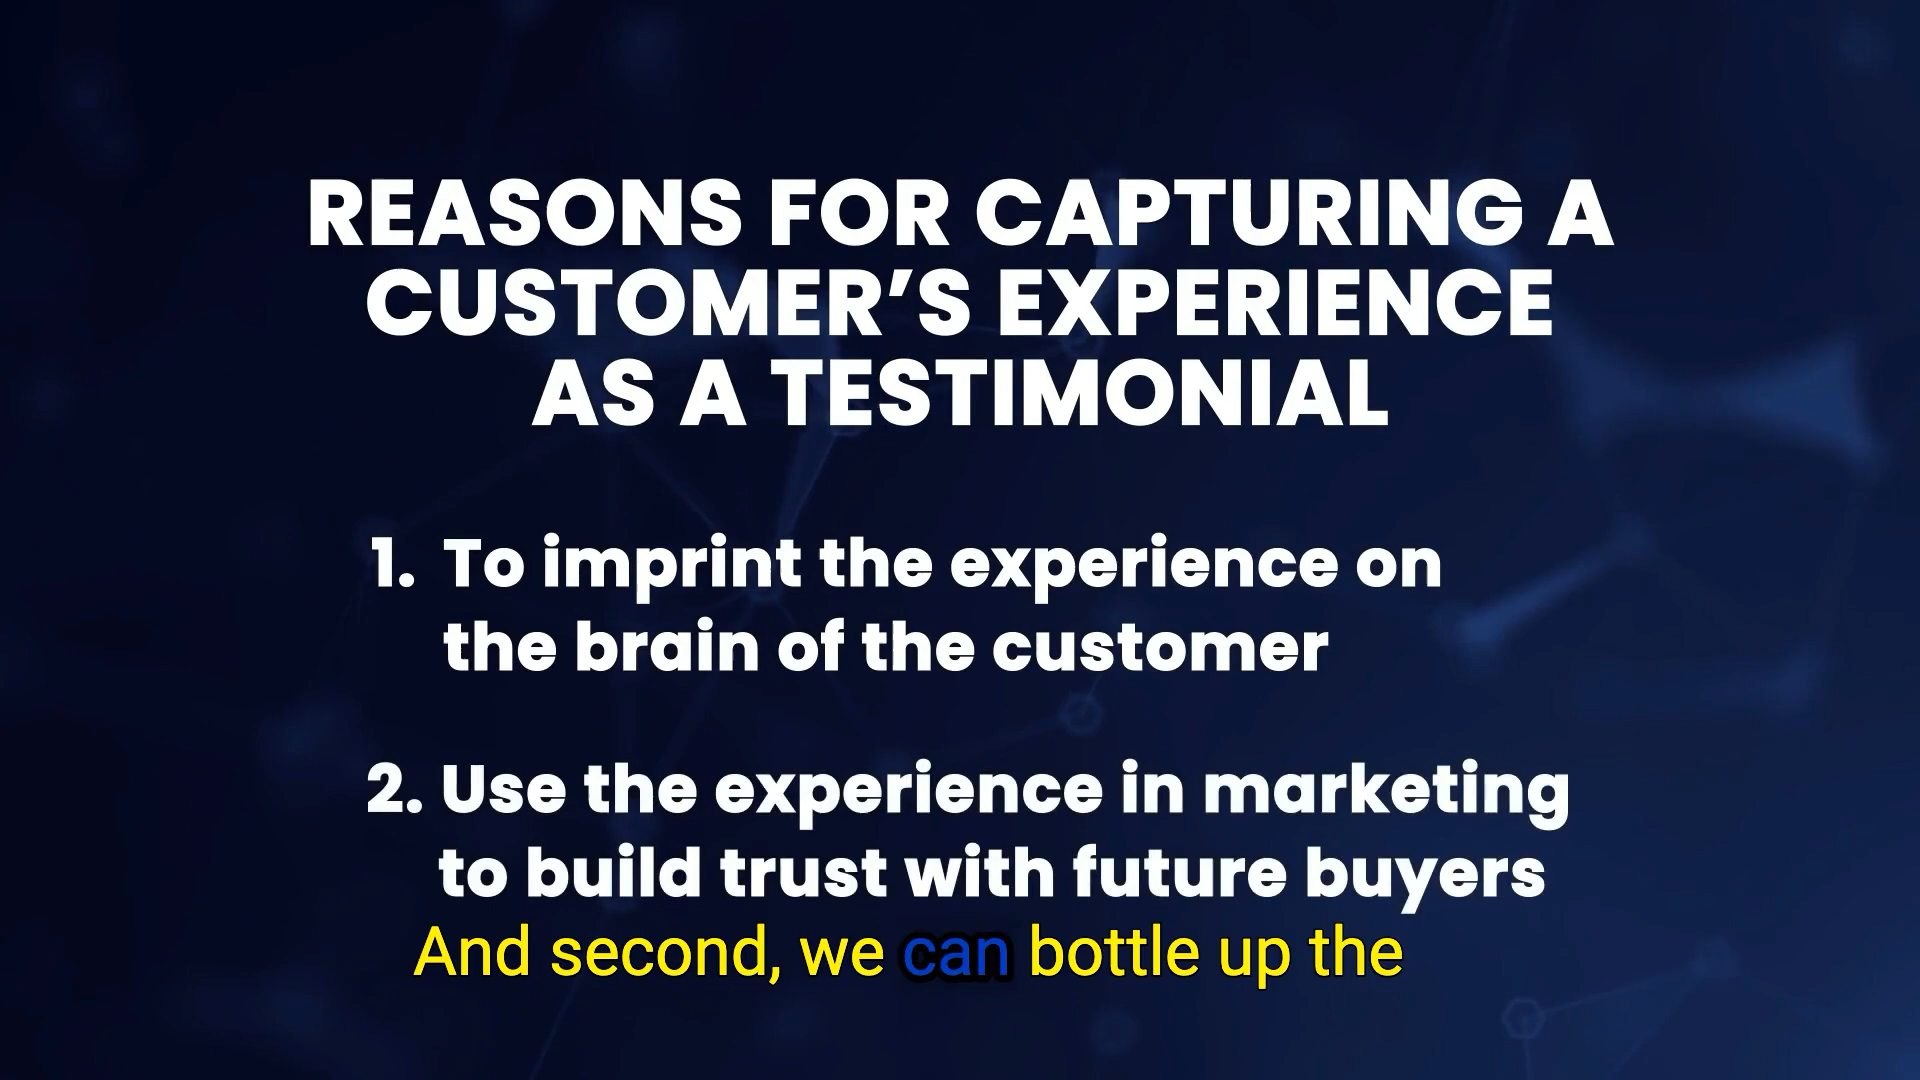 REASONS FOR CAPTURING A
CUSTOMER’S EXPERIENCE
AS A TESTIMONIAL
1. To imprint the experience on
the brain of the customer
2. Use the experience in marketing
to build trust with future buyers
And second, we can bottle up the